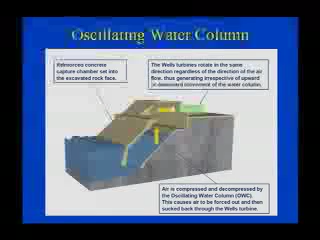 Oscillating Water Column
Reinforced concrete
capture chamber set into
the excavated rock face.
The Wells turbines rotate in the same
direction regardless of the direction of the air
flow, thus generating irrespective of upward
or downward movement of the water column.
Air is compressed and decompressed by
the Oscillating Water Column (OWC).
This causes air to be forced out and then
sucked back through the Wells turbine.